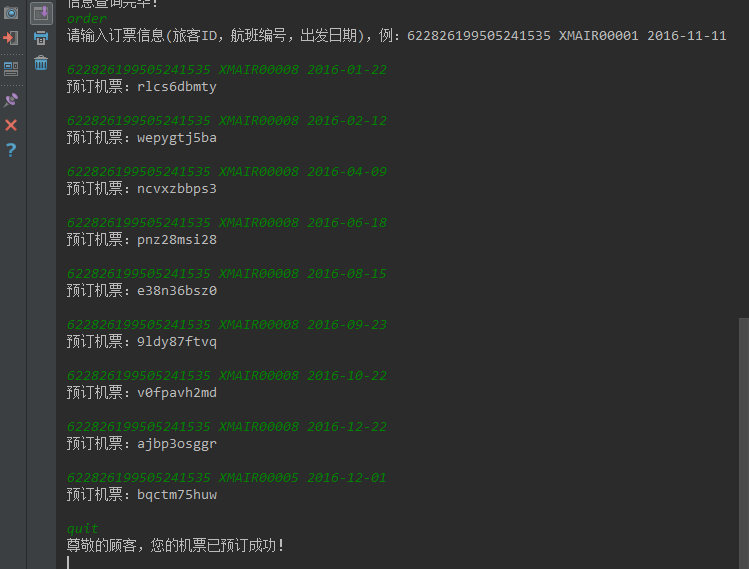 信息查询完毕!
order
请输入订票信息(旅客ID，航班编号，出发日期)，例：622826199505241535 XMAIR00001 2016-11-11
622826199505241535 XMAIR00008 2016-01-22
预订机票：rlcs6dbmty
622826199505241535 XMAIR00008 2016-02-12
预订机票：wepygtj5ba
622826199505241535 XMAIR00008 2016-04-09
预订机票：ncvxzbbps3
622826199505241535 XMAIR00008 2016-06-18
预订机票：pnz28msi28
622826199505241535 XMAIR00008 2016-08-15
预订机票：e38n36bsz0
622826199505241535 XMAIR00008 2016-09-23
预订机票：9ldy87ftvq
622826199505241535 XMAIR00008 2016-10-22
预订机票：v0fpavh2md
622826199505241535 XMAIR00008 2016-12-22
预订机票：ajbp3osggr
622826199505241535 XMAIR00005 2016-12-01
预订机票：bqctm75huw
quit
尊敬的顾客，您的机票已预订成功!